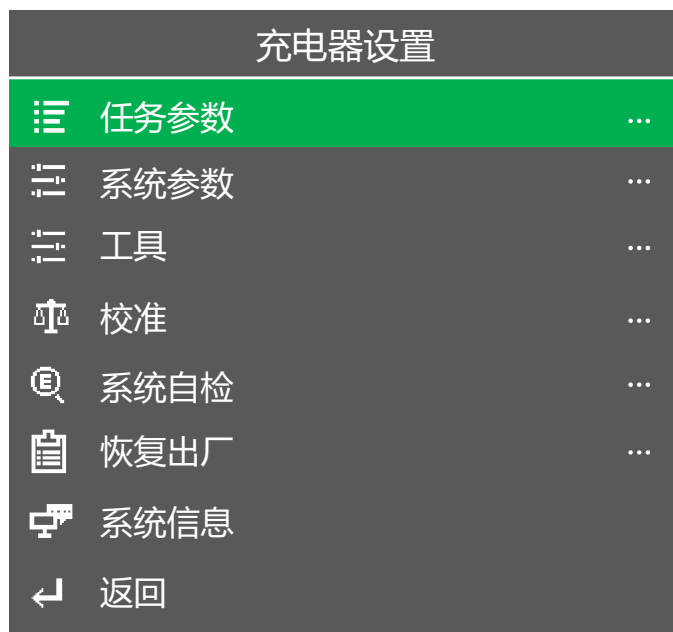 充电器设置
任务参数 ...
系统参数 ...
工具 ...
校准 ...
系统自检 ...
恢复出厂 ...
系统信息
返回